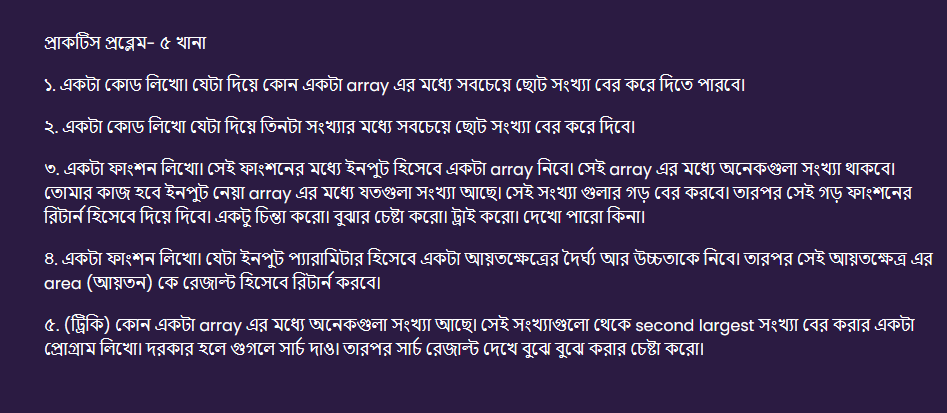 প্রাকটিস প্রব্লেম- ৫ খানা
১. একটা কোড লিখো। যেটা দিয়ে কোন একটা array এর মধ্যে সবচেয়ে ছোট সংখ্যা বের করে দিতে পারবে।
২. একটা কোড লিখো যেটা দিয়ে তিনটা সংখ্যার মধ্যে সবচেয়ে ছোট সংখ্যা বের করে দিবে।
৩. একটা ফাংশন লিখো। সেই ফাংশনের মধ্যে ইনপুট হিসেবে একটা array নিবে। সেই array এর মধ্যে অনেকগুলা সংখ্যা থাকবে।
তোমার কাজ হবে ইনপুট নেয়া array এর মধ্যে যতগুলা সংখ্যা আছে। সেই সংখ্যা গুলার গড় বের করবে। তারপর সেই গড় ফাংশনের
রিটার্ন হিসেবে দিয়ে দিবে। একটু চিন্তা করো। বুঝার চেষ্টা করো। ট্রাই করো। দেখো পারো কিনা।
৪. একটা ফাংশন লিখো। যেটা ইনপুট প্যারামিটার হিসেবে একটা আয়তক্ষেত্রের দৈর্ঘ্য আর উচ্চতাকে নিবে। তারপর সেই আয়তক্ষেত্র এর
area (আয়তন) কে রেজাল্ট হিসেবে রিটার্ন করবে।
৫. (ট্রিকি) কোন একটা array এর মধ্যে অনেকগুলা সংখ্যা আছে। সেই সংখ্যাগুলো থেকে second largest সংখ্যা বের করার একটা
প্রোগ্রাম লিখো। দরকার হলে গুগলে সার্চ দাও। তারপর সার্চ রেজাল্ট দেখে বুঝে বুঝে করার চেষ্টা করো।